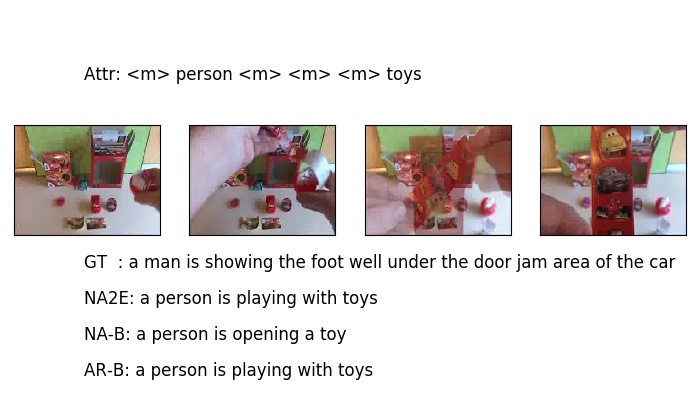 Attr: <m> person <m> <m> <m> toys
GT  : a man is showing the foot well under the door jam area of the car
NA2E: a person is playing with toys
NA-B: a person is opening a toy
AR-B: a person is playing with toys